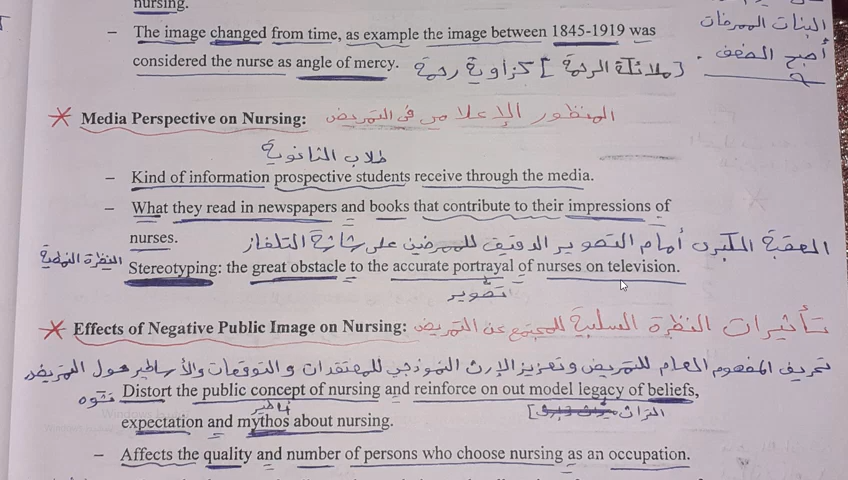 nursing.
البنات الممرضات
– The image changed from time, as example the image between 1845-1919 was
أصبح الضعف.
considered the nurse as angle of mercy. كزاوية رحمة [ملائكة الرحمة]
* Media Perspective on Nursing: المنظور الإعلامي في التمريض
طلاب الثانوية
– Kind of information prospective students receive through the media.
– What they read in newspapers and books that contribute to their impressions of
nurses. العقبة الكبرى أمام التصوير الدقيق للممرضين على شاشة التلفاز
النظرة النمطية
Stereotyping: the great obstacle to the accurate portrayal of nurses on television.
تصوير
* Effects of Negative Public Image on Nursing: تأثيرات النظرة السلبية للمجتمع عن التمريض
تحريف المفهوم العام للتمريض وتعزيز الإرث النموذجي للمعتقدات والتوقعات والأساطير حول التمريض
Distort the public concept of nursing and reinforce on out model legacy of beliefs,
تشوه
أساطير
[التراث
expectation and mythos about nursing.
– Affects the quality and number of persons who choose nursing as an occupation.